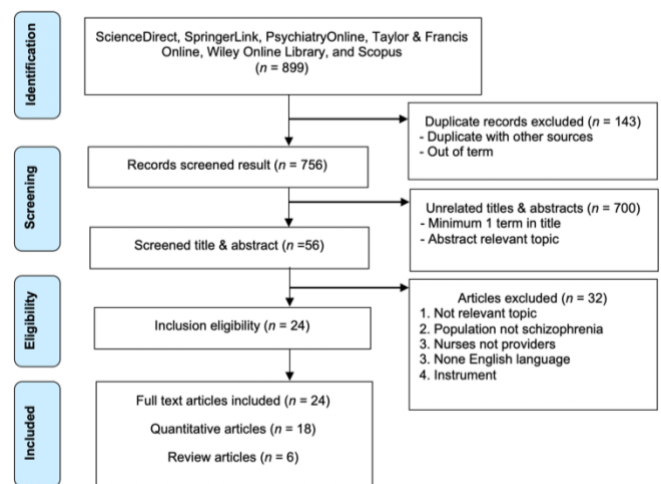 Identification
ScienceDirect, SpringerLink, PsychiatryOnline, Taylor & Francis
Online, Wiley Online Library, and Scopus
(n = 899)
Duplicate records excluded (n = 143)
- Duplicate with other sources
- Out of term
Screening
Records screened result (n = 756)
Unrelated titles & abstracts (n = 700)
- Minimum 1 term in title
- Abstract relevant topic
Screened title & abstract (n =56)
Eligibility
Articles excluded (n = 32)
1. Not relevant topic
2. Population not schizophrenia
3. Nurses not providers
3. None English language
4. Instrument
Inclusion eligibility (n = 24)
Included
Full text articles included (n = 24)
Quantitative articles (n = 18)
Review articles (n = 6)